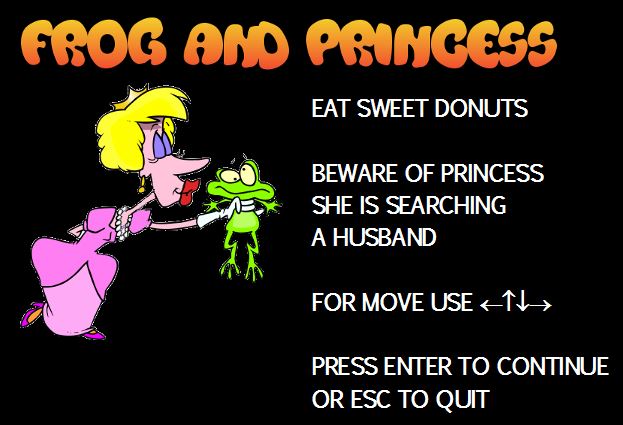 FROG AND PRINCESS
EAT SWEET DONUTS
BEWARE OF PRINCESS
SHE IS SEARCHING
A HUSBAND
FOR MOVE USE ←↑↓→
PRESS ENTER TO CONTINUE
OR ESC TO QUIT